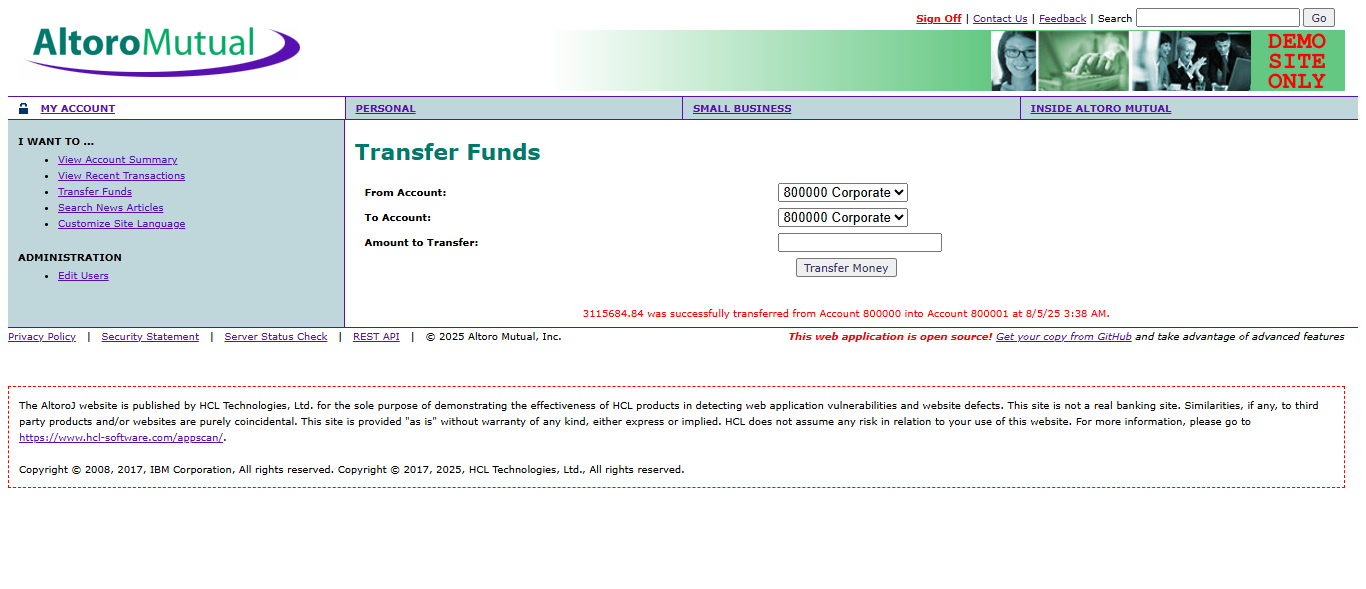 Sign Off | Contact Us | Feedback | Search Go
AltoroMutual
DEMO
SITE
ONLY
MY ACCOUNT PERSONAL SMALL BUSINESS INSIDE ALTORO MUTUAL
I WANT TO ...
• View Account Summary
• View Recent Transactions
• Transfer Funds
• Search News Articles
• Customize Site Language
ADMINISTRATION
• Edit Users
Transfer Funds
From Account: 800000 Corporate
To Account: 800000 Corporate
Amount to Transfer:
Transfer Money
3115684.84 was successfully transferred from Account 800000 into Account 800001 at 8/5/25 3:38 AM.
Privacy Policy | Security Statement | Server Status Check | REST API | © 2025 Altoro Mutual, Inc. This web application is open source! Get your copy from GitHub and take advantage of advanced features
The AltoroJ website is published by HCL Technologies, Ltd. for the sole purpose of demonstrating the effectiveness of HCL products in detecting web application vulnerabilities and website defects. This site is not a real banking site. Similarities, if any, to third
party products and/or websites are purely coincidental. This site is provided "as is" without warranty of any kind, either express or implied. HCL does not assume any risk in relation to your use of this website. For more information, please go to
https://www.hcl-software.com/appscan/.
Copyright © 2008, 2017, IBM Corporation, All rights reserved. Copyright © 2017, 2025, HCL Technologies, Ltd., All rights reserved.